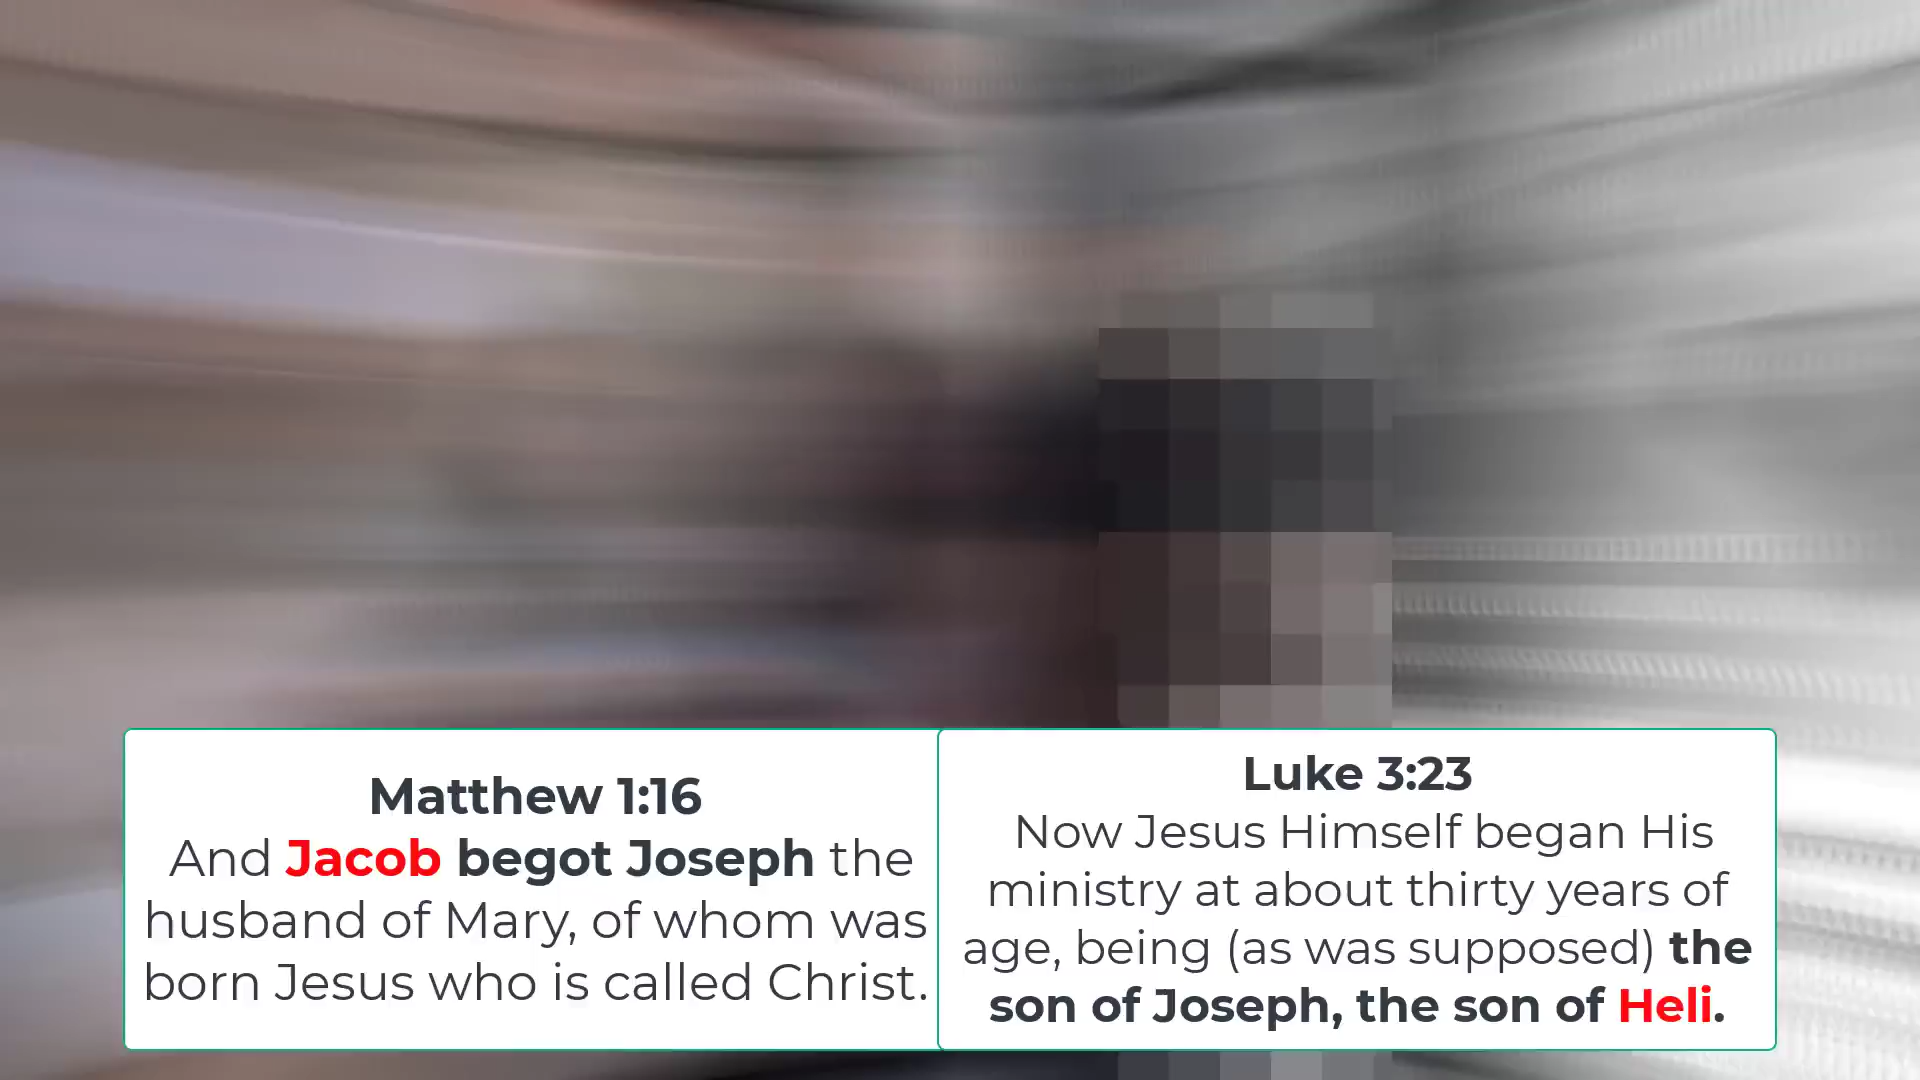 Matthew 1:16
And Jacob begot Joseph the
husband of Mary, of whom was
born Jesus who is called Christ.
Luke 3:23
Now Jesus Himself began His
ministry at about thirty years of
age, being (as was supposed) the
son of Joseph, the son of Heli.